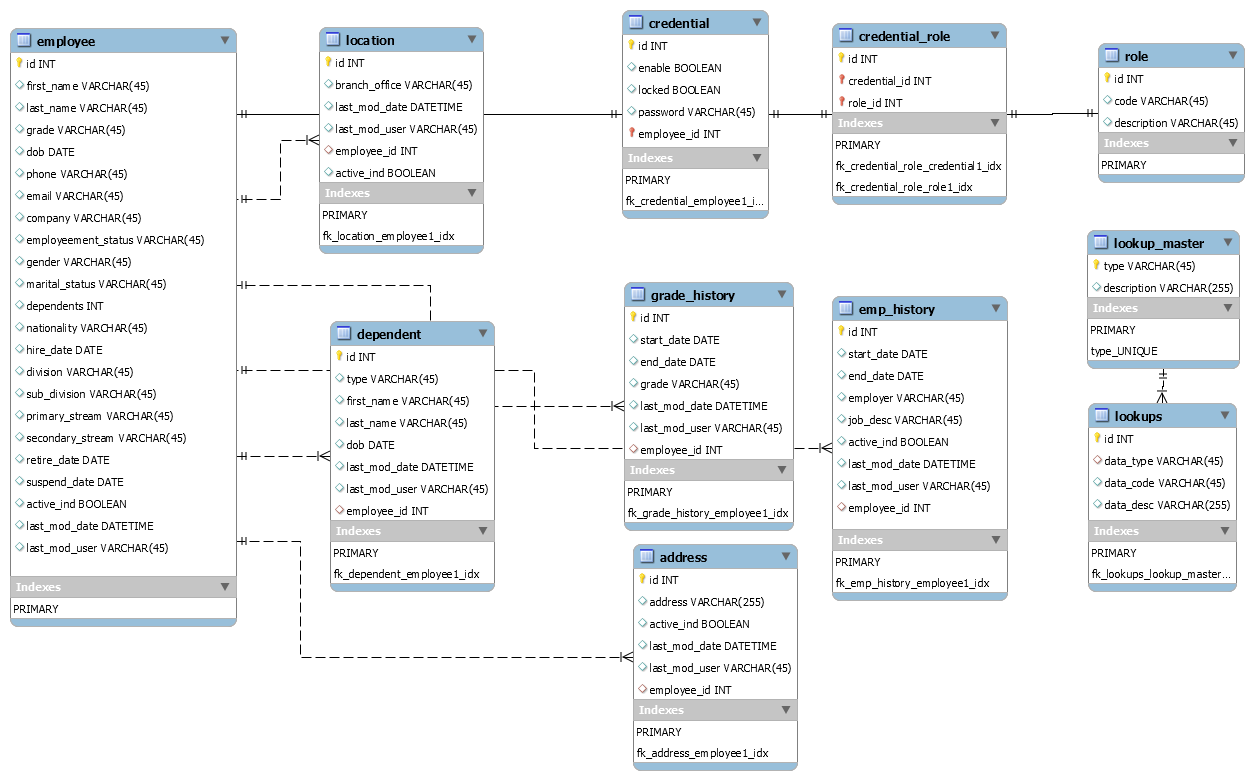 employee
id INT
first_name VARCHAR(45)
last_name VARCHAR(45)
grade VARCHAR(45)
dob DATE
phone VARCHAR(45)
email VARCHAR(45)
company VARCHAR(45)
employeement_status VARCHAR(45)
gender VARCHAR(45)
marital_status VARCHAR(45)
dependents INT
nationality VARCHAR(45)
hire_date DATE
division VARCHAR(45)
sub_division VARCHAR(45)
primary_stream VARCHAR(45)
secondary_stream VARCHAR(45)
retire_date DATE
suspend_date DATE
active_ind BOOLEAN
last_mod_date DATETIME
last_mod_user VARCHAR(45)
Indexes
PRIMARY
location
id INT
branch_office VARCHAR(45)
last_mod_date DATETIME
last_mod_user VARCHAR(45)
employee_id INT
active_ind BOOLEAN
Indexes
PRIMARY
fk_location_employee1_idx
credential
id INT
enable BOOLEAN
locked BOOLEAN
password VARCHAR(45)
employee_id INT
Indexes
PRIMARY
fk_credential_employee1_i...
credential_role
id INT
credential_id INT
role_id INT
Indexes
PRIMARY
fk_credential_role_credential1_idx
fk_credential_role_role1_idx
role
id INT
code VARCHAR(45)
description VARCHAR(45)
Indexes
PRIMARY
dependent
id INT
type VARCHAR(45)
first_name VARCHAR(45)
last_name VARCHAR(45)
dob DATE
last_mod_date DATETIME
last_mod_user VARCHAR(45)
employee_id INT
Indexes
PRIMARY
fk_dependent_employee1_idx
grade_history
id INT
start_date DATE
end_date DATE
grade VARCHAR(45)
last_mod_date DATETIME
last_mod_user VARCHAR(45)
employee_id INT
Indexes
PRIMARY
fk_grade_history_employee1_idx
emp_history
id INT
start_date DATE
end_date DATE
employer VARCHAR(45)
job_desc VARCHAR(45)
active_ind BOOLEAN
last_mod_date DATETIME
last_mod_user VARCHAR(45)
employee_id INT
Indexes
PRIMARY
fk_emp_history_employee1_idx
lookup_master
type VARCHAR(45)
description VARCHAR(255)
Indexes
PRIMARY
type_UNIQUE
lookups
id INT
data_type VARCHAR(45)
data_code VARCHAR(45)
data_desc VARCHAR(255)
Indexes
PRIMARY
fk_lookups_lookup_master...
address
id INT
address VARCHAR(255)
active_ind BOOLEAN
last_mod_date DATETIME
last_mod_user VARCHAR(45)
employee_id INT
Indexes
PRIMARY
fk_address_employee1_idx